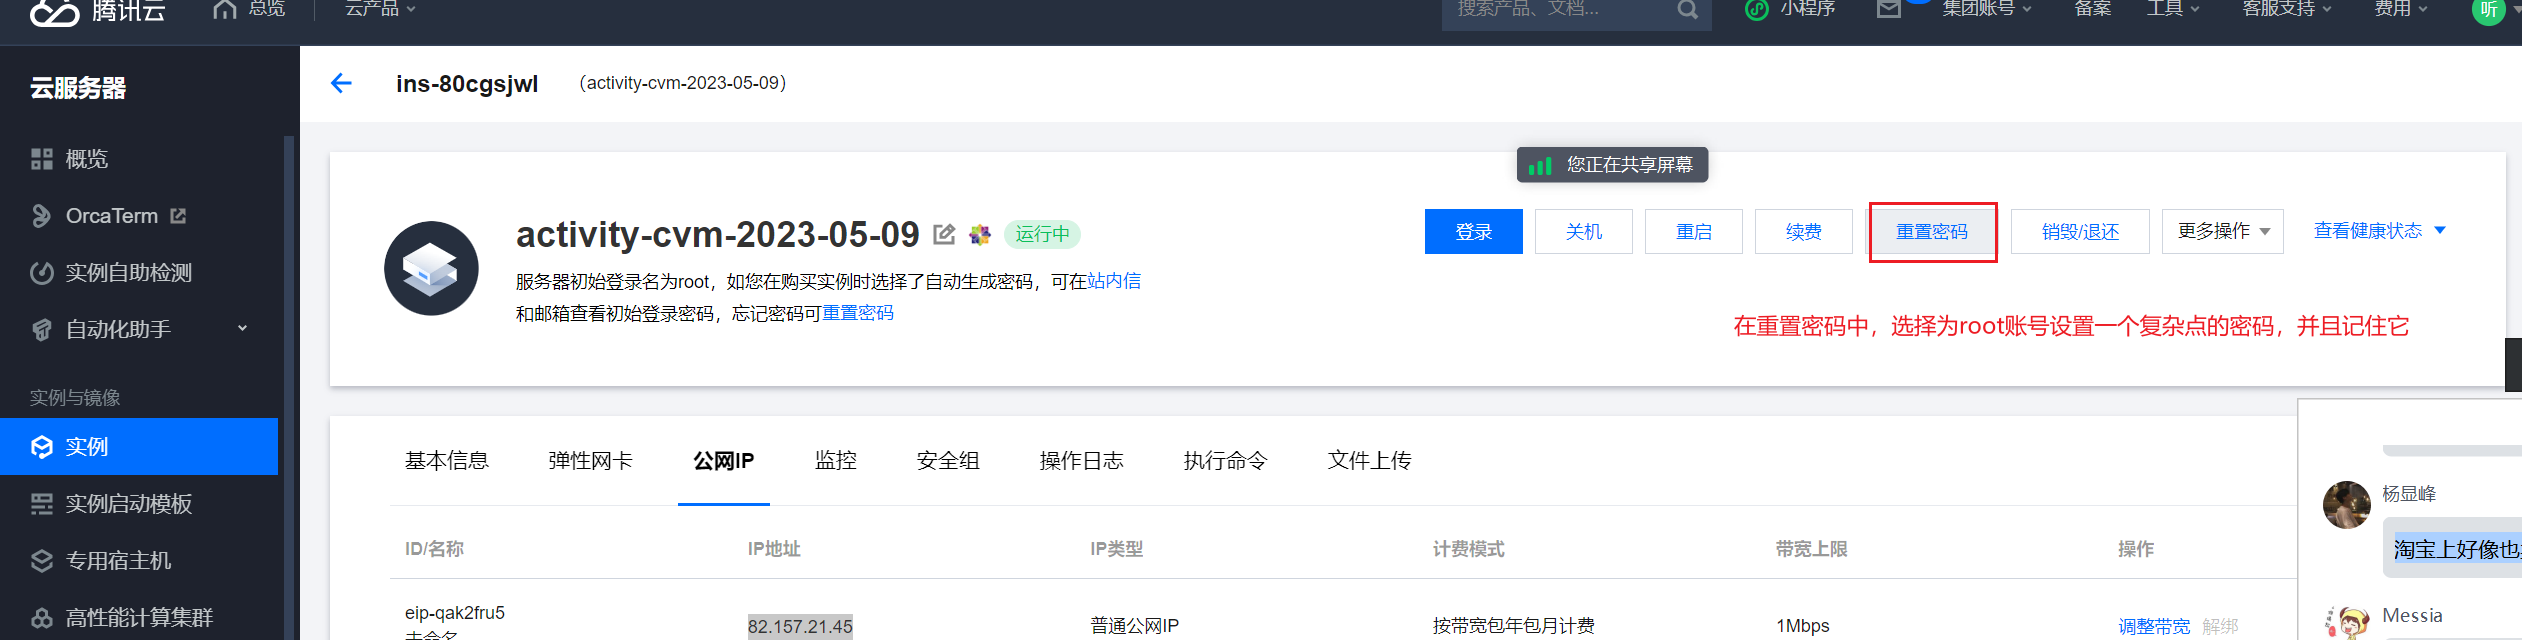 腾讯云
总览
云产品
搜索产品、文档...
小程序
集团账号
备案
工具
客服支持
费用
听
云服务器
ins-80cgsjwl
（activity-cvm-2023-05-09）
概览
OrcaTerm
实例自助检测
自动化助手
实例与镜像
实例
实例启动模板
专用宿主机
高性能计算集群
您正在共享屏幕
activity-cvm-2023-05-09
运行中
登录
关机
重启
续费
重置密码
销毁/退还
更多操作
查看健康状态
服务器初始登录名为root，如您在购买实例时选择了自动生成密码，可在站内信
和邮箱查看初始登录密码，忘记密码可重置密码
在重置密码中，选择为root账号设置一个复杂点的密码，并且记住它
基本信息
弹性网卡
公网IP
监控
安全组
操作日志
执行命令
文件上传
ID/名称
IP地址
IP类型
计费模式
带宽上限
操作
eip-qak2fru5
未命名
82.157.21.45
普通公网IP
按带宽包年包月计费
1Mbps
调整带宽
解绑
杨显峰
淘宝上好像也
Messia